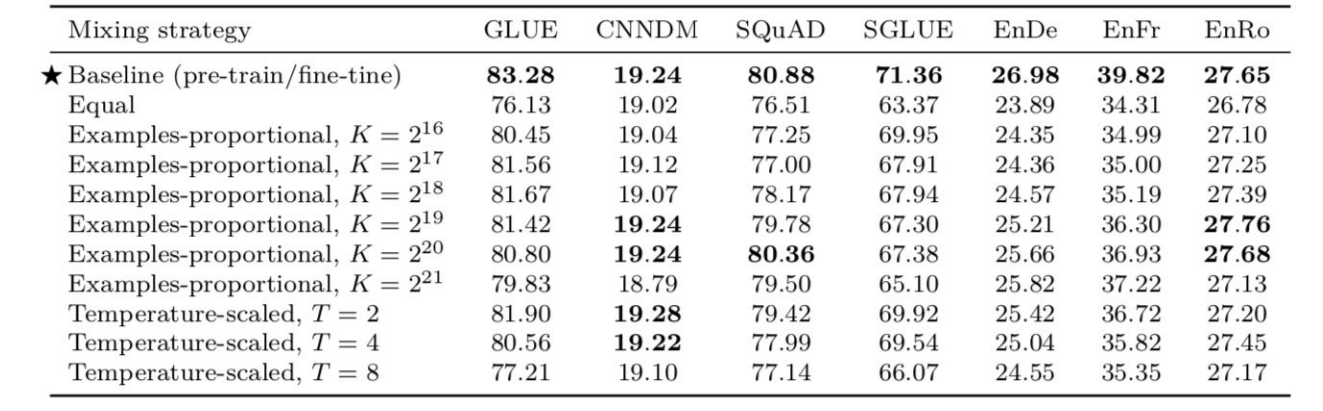 Mixing strategy GLUE CNNDM SQuAD SGLUE EnDe EnFr EnRo
★ Baseline (pre-train/fine-tine) 83.28 19.24 80.88 71.36 26.98 39.82 27.65
Equal 76.13 19.02 76.51 63.37 23.89 34.31 26.78
Examples-proportional, K = 2^16 80.45 19.04 77.25 69.95 24.35 34.99 27.10
Examples-proportional, K = 2^17 81.56 19.12 77.00 67.91 24.36 35.00 27.25
Examples-proportional, K = 2^18 81.67 19.07 78.17 67.94 24.57 35.19 27.39
Examples-proportional, K = 2^19 81.42 19.24 79.78 67.30 25.21 36.30 27.76
Examples-proportional, K = 2^20 80.80 19.24 80.36 67.38 25.66 36.93 27.68
Examples-proportional, K = 2^21 79.83 18.79 79.50 65.10 25.82 37.22 27.13
Temperature-scaled, T = 2 81.90 19.28 79.42 69.92 25.42 36.72 27.20
Temperature-scaled, T = 4 80.56 19.22 77.99 69.54 25.04 35.82 27.45
Temperature-scaled, T = 8 77.21 19.10 77.14 66.07 24.55 35.35 27.17